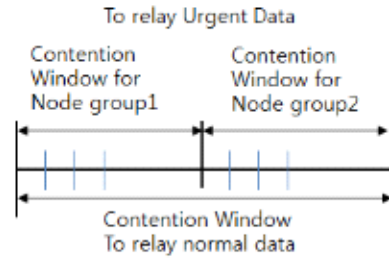 To relay Urgent Data
Contention
Window for
Node group1
Contention
Window for
Node group2
Contention Window
To relay normal data